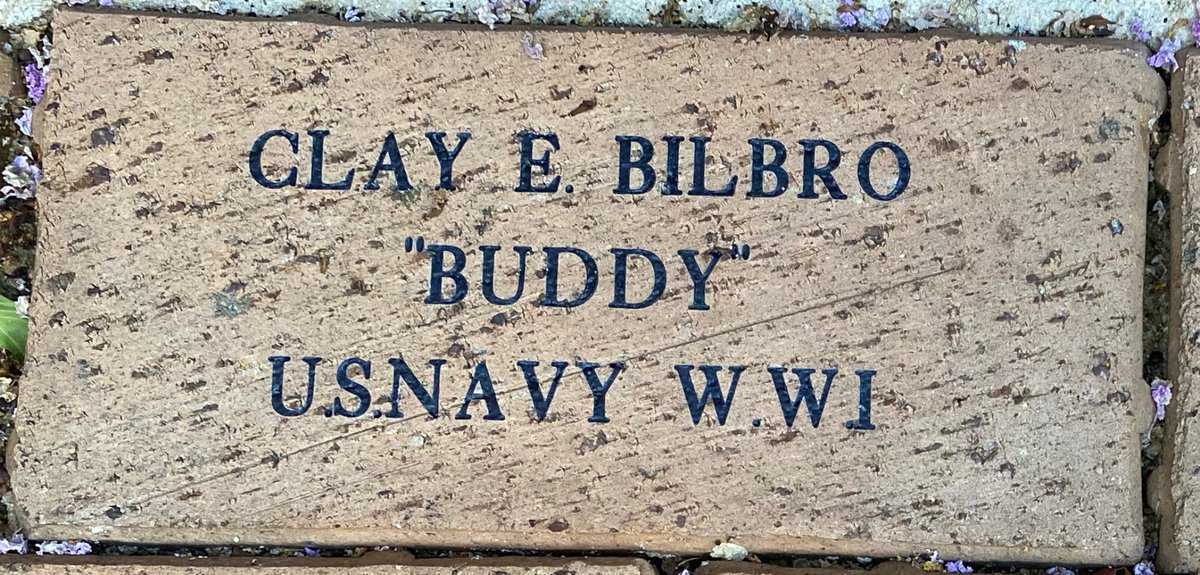 CLAY E. BILBRO
"BUDDY"
U.S.NAVY W.W.I